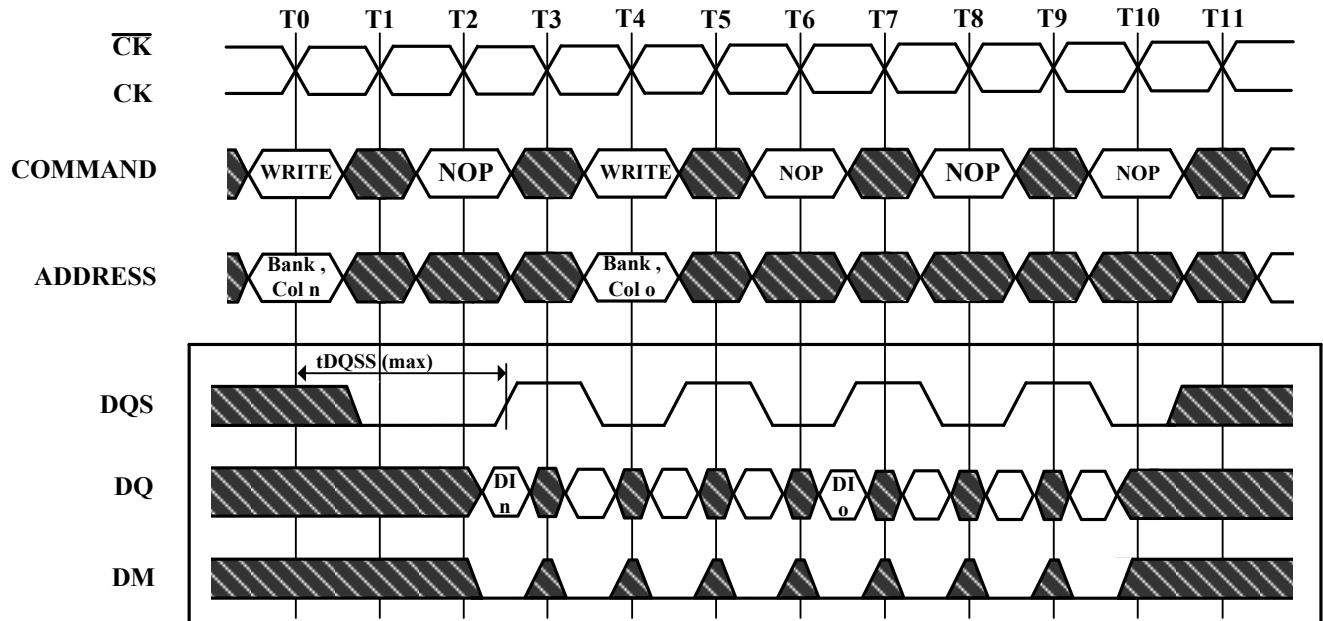 T0 T1 T2 T3 T4 T5 T6 T7 T8 T9 T10 T11
CK
CK
COMMAND WRITE NOP WRITE NOP NOP NOP
ADDRESS
Bank , Bank ,
Col n Col o
tDQSS (max)
DQS
DQ
DI DI
n o
DM